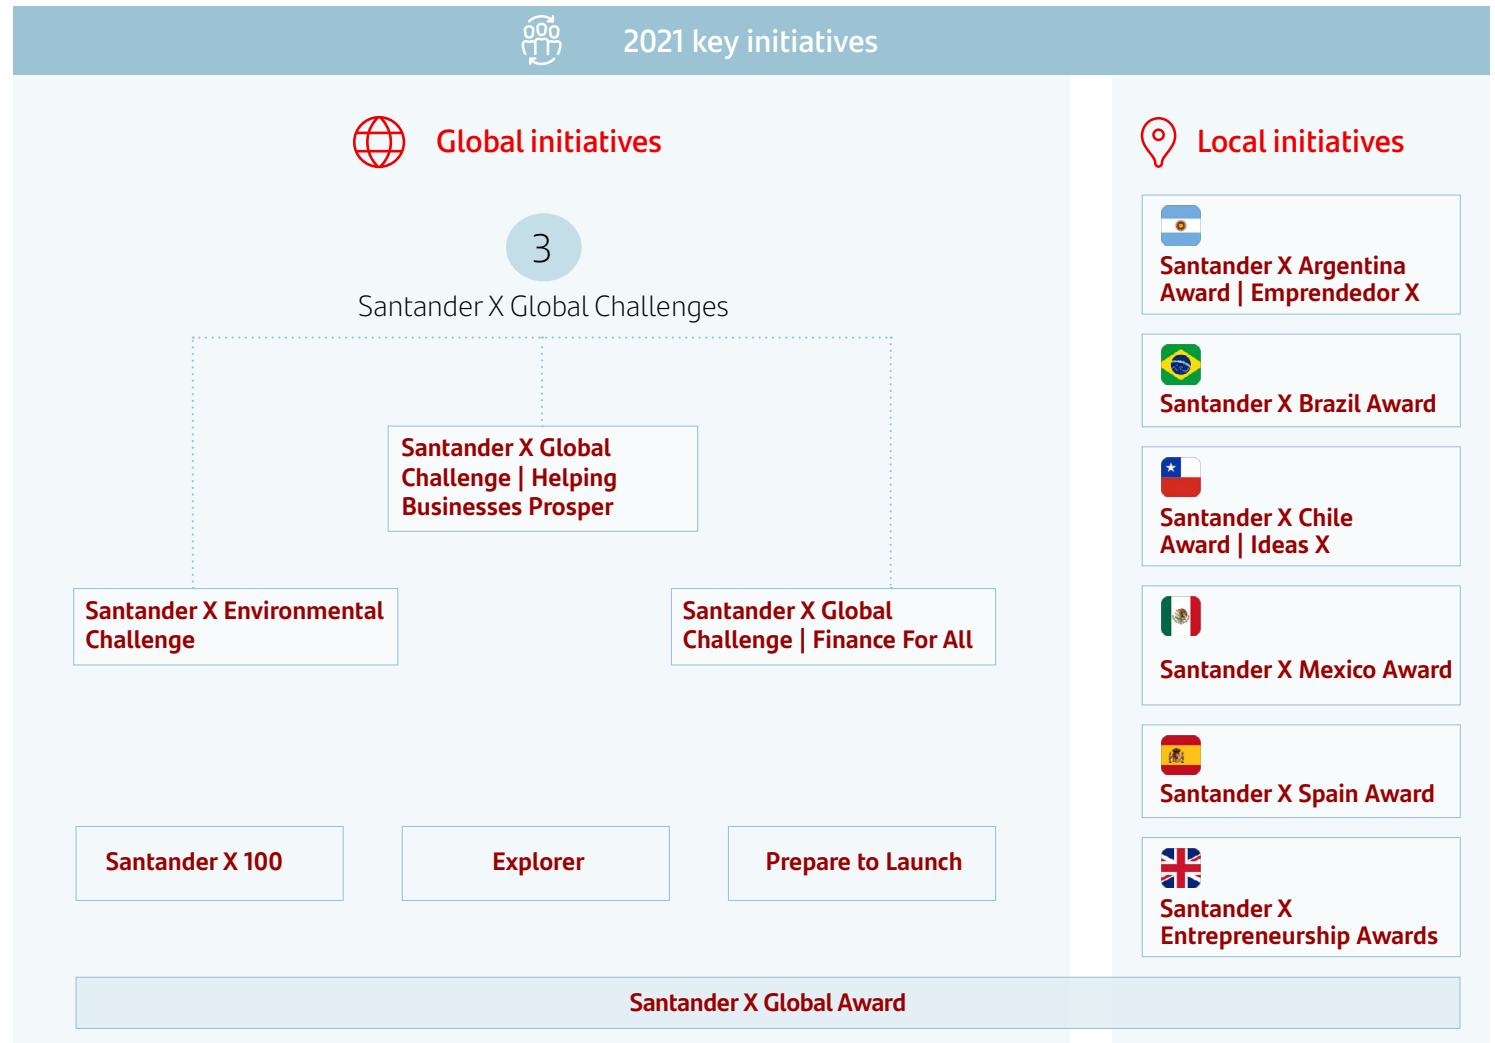 2021 key initiatives
Global initiatives
3
Santander X Global Challenges
Santander X Global
Challenge | Helping
Businesses Prosper
Santander X Environmental
Challenge
Santander X Global
Challenge | Finance For All
Santander X 100
Explorer
Prepare to Launch
Local initiatives
Santander X Argentina
Award | Emprendedor X
Santander X Brazil Award
Santander X Chile
Award | Ideas X
Santander X Mexico Award
Santander X Spain Award
Santander X
Entrepreneurship Awards
Santander X Global Award